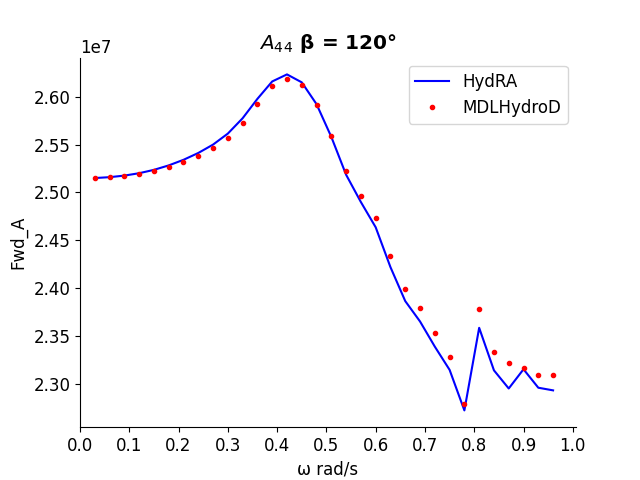 A44 β = 120°
1e7
HydRA
MDLHydroD
Fwd_A
2.60
2.55
2.50
2.45
2.40
2.35
2.30
0.0 0.1 0.2 0.3 0.4 0.5 0.6 0.7 0.8 0.9 1.0
ω rad/s